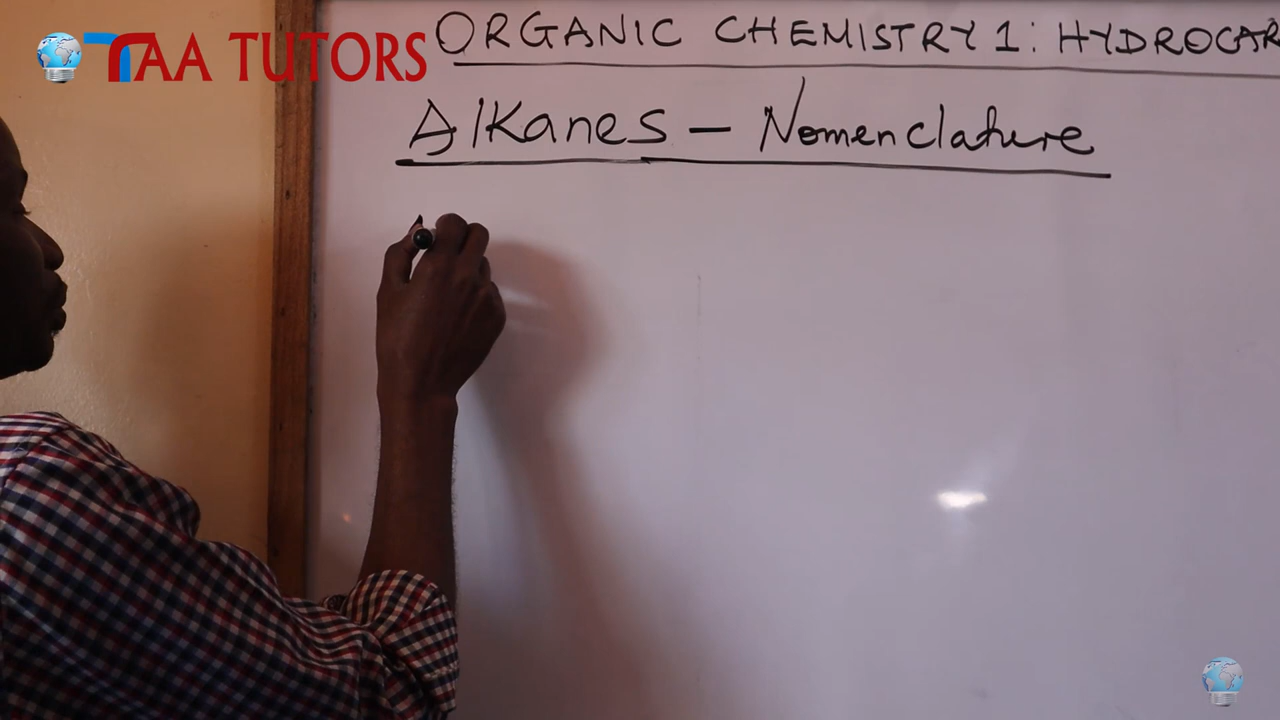 TAA TUTORS
ORGANIC CHEMISTRY 1: HYDROCAR
Alkanes – Nomenclature